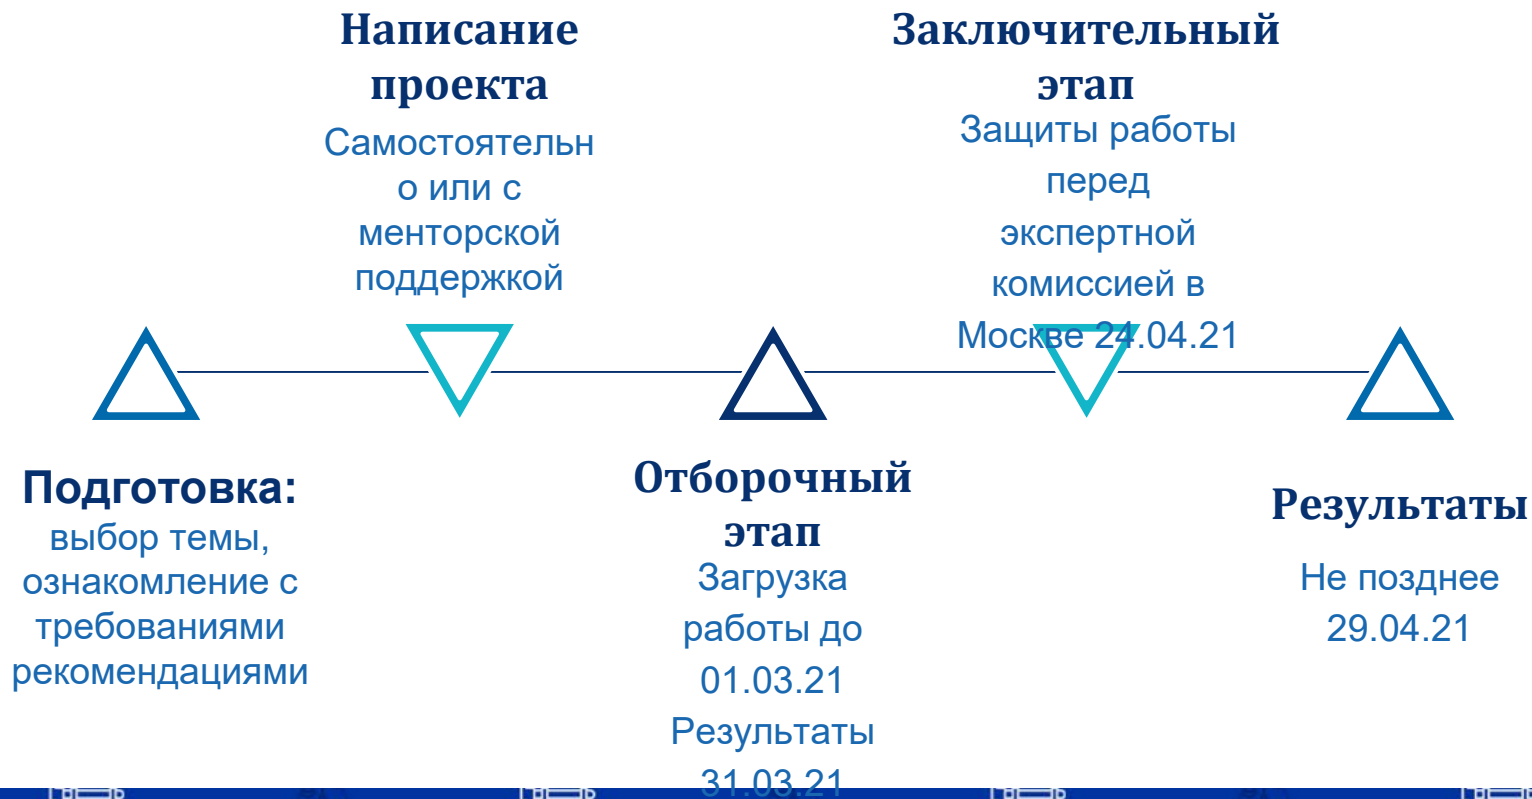 Написание
проекта
Самостоятельн
о или с
менторской
поддержкой
Заключительный
этап
Защиты работы
перед
экспертной
комиссией в
Москве 24.04.21
Подготовка:
выбор темы,
ознакомление с
требованиями
рекомендациями
Отборочный
этап
Загрузка
работы до
01.03.21
Результаты
31.03.21
Результаты
Не позднее
29.04.21